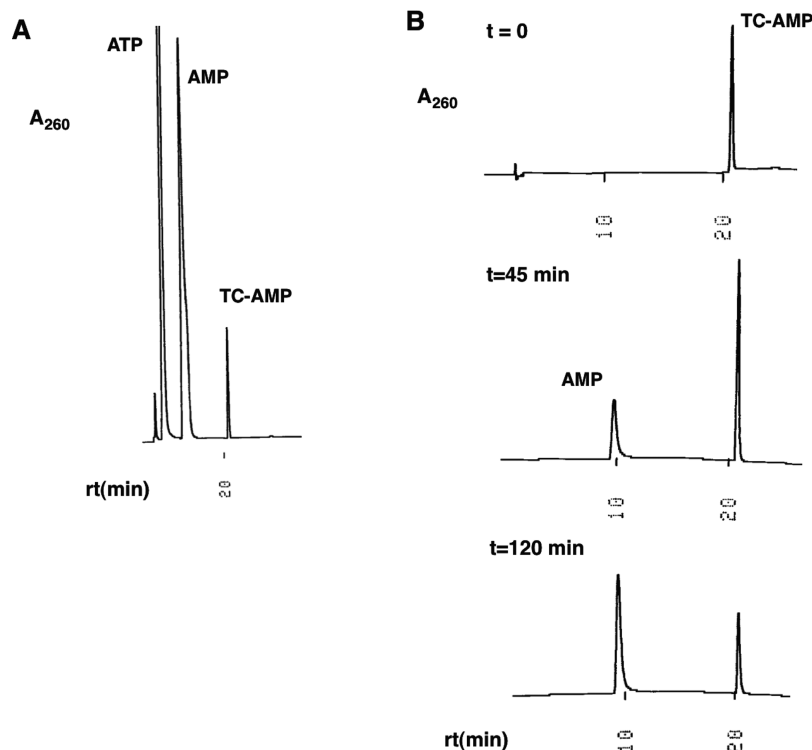 A
ATP
AMP
A260
TC-AMP
20
rt(min)
B
t = 0
TC-AMP
A260
10
20
t=45 min
AMP
10
20
t=120 min
10
20
rt(min)